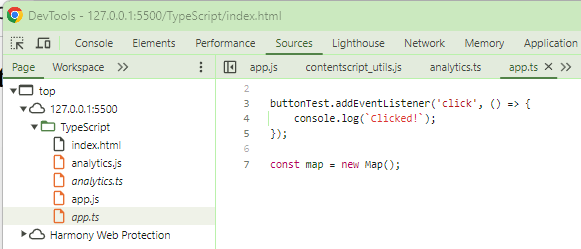 DevTools - 127.0.0.1:5500/TypeScript/index.html
Console Elements Performance Sources Lighthouse Network Memory Application
Page Workspace
app.js contentscript_utils.js analytics.ts app.ts
top
127.0.0.1:5500
TypeScript
index.html
analytics.js
analytics.ts
app.js
app.ts
Harmony Web Protection
2
3 buttonTest.addEventListener('click', () => {
4 console.log(`Clicked!`);
5 });
6
7 const map = new Map();